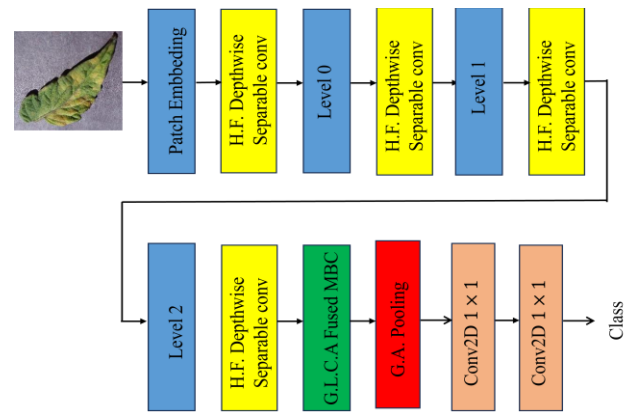 Patch Embbeding
H.F. Depthwise
Separable conv
Level 0
H.F. Depthwise
Separable conv
Level 1
H.F. Depthwise
Separable conv
Level 2
H.F. Depthwise
Separable conv
G.L.C.A Fused MBC
G.A. Pooling
Conv2D 1 × 1
Conv2D 1 × 1
Class